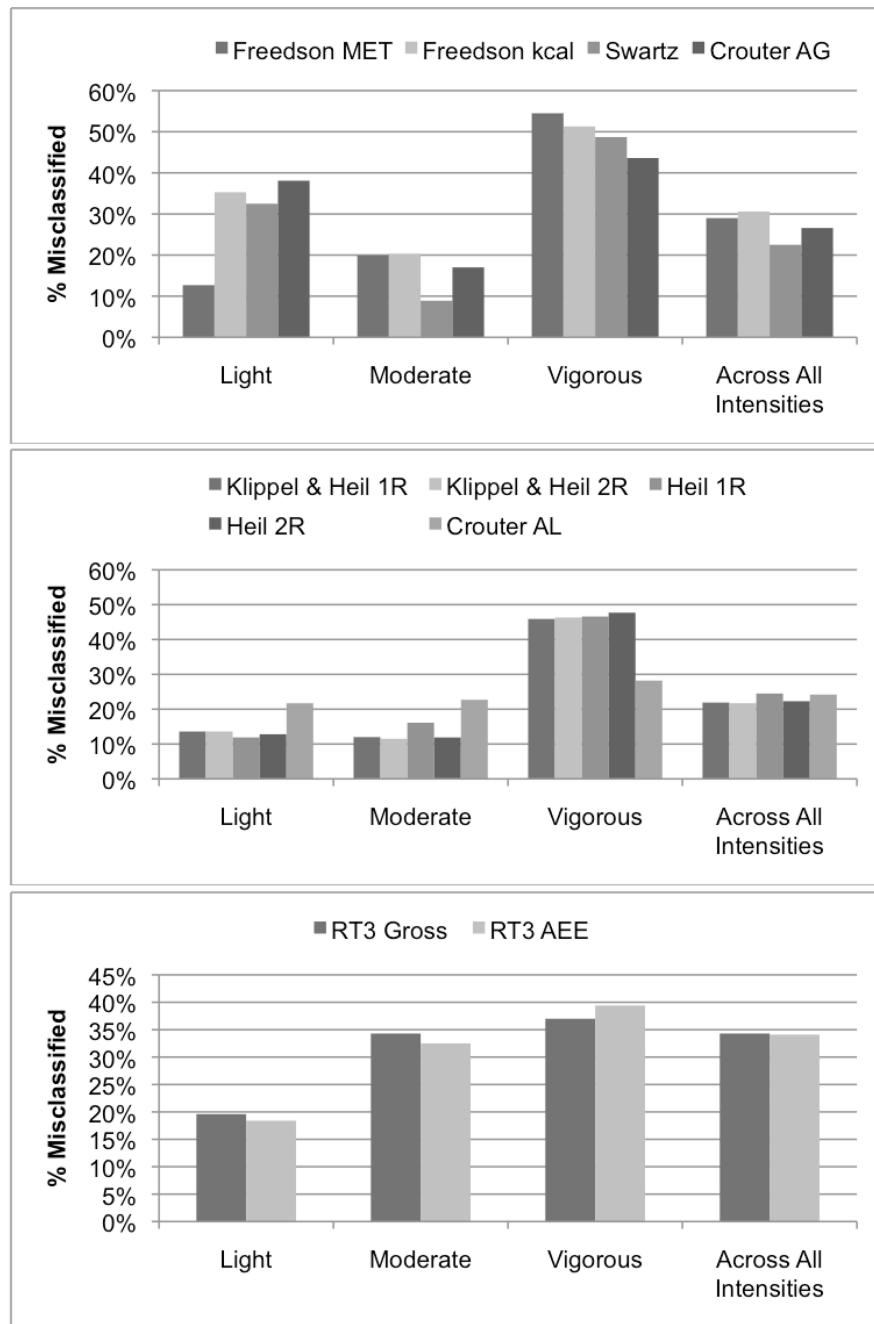 Freedson MET Freedson kcal Swartz Crouter AG
% Misclassified
60%
50%
40%
30%
20%
10%
0%
Light Moderate Vigorous Across All
Intensities
Klippel & Heil 1R Klippel & Heil 2R Heil 1R
Heil 2R Crouter AL
% Misclassified
60%
50%
40%
30%
20%
10%
0%
Light Moderate Vigorous Across All
Intensities
RT3 Gross RT3 AEE
% Misclassified
45%
40%
35%
30%
25%
20%
15%
10%
5%
0%
Light Moderate Vigorous Across All
Intensities